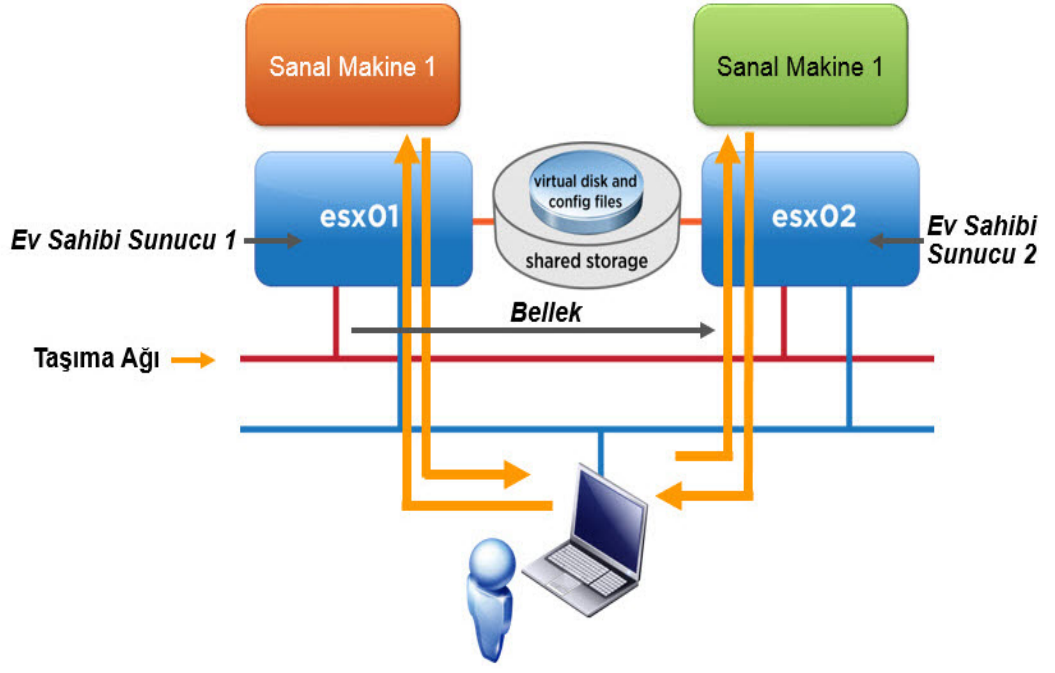 Sanal Makine 1
Sanal Makine 1
virtual disk and
config files
esx01
esx02
Ev Sahibi Sunucu 1
Ev Sahibi
Sunucu 2
shared storage
Bellek
Taşıma Ağı